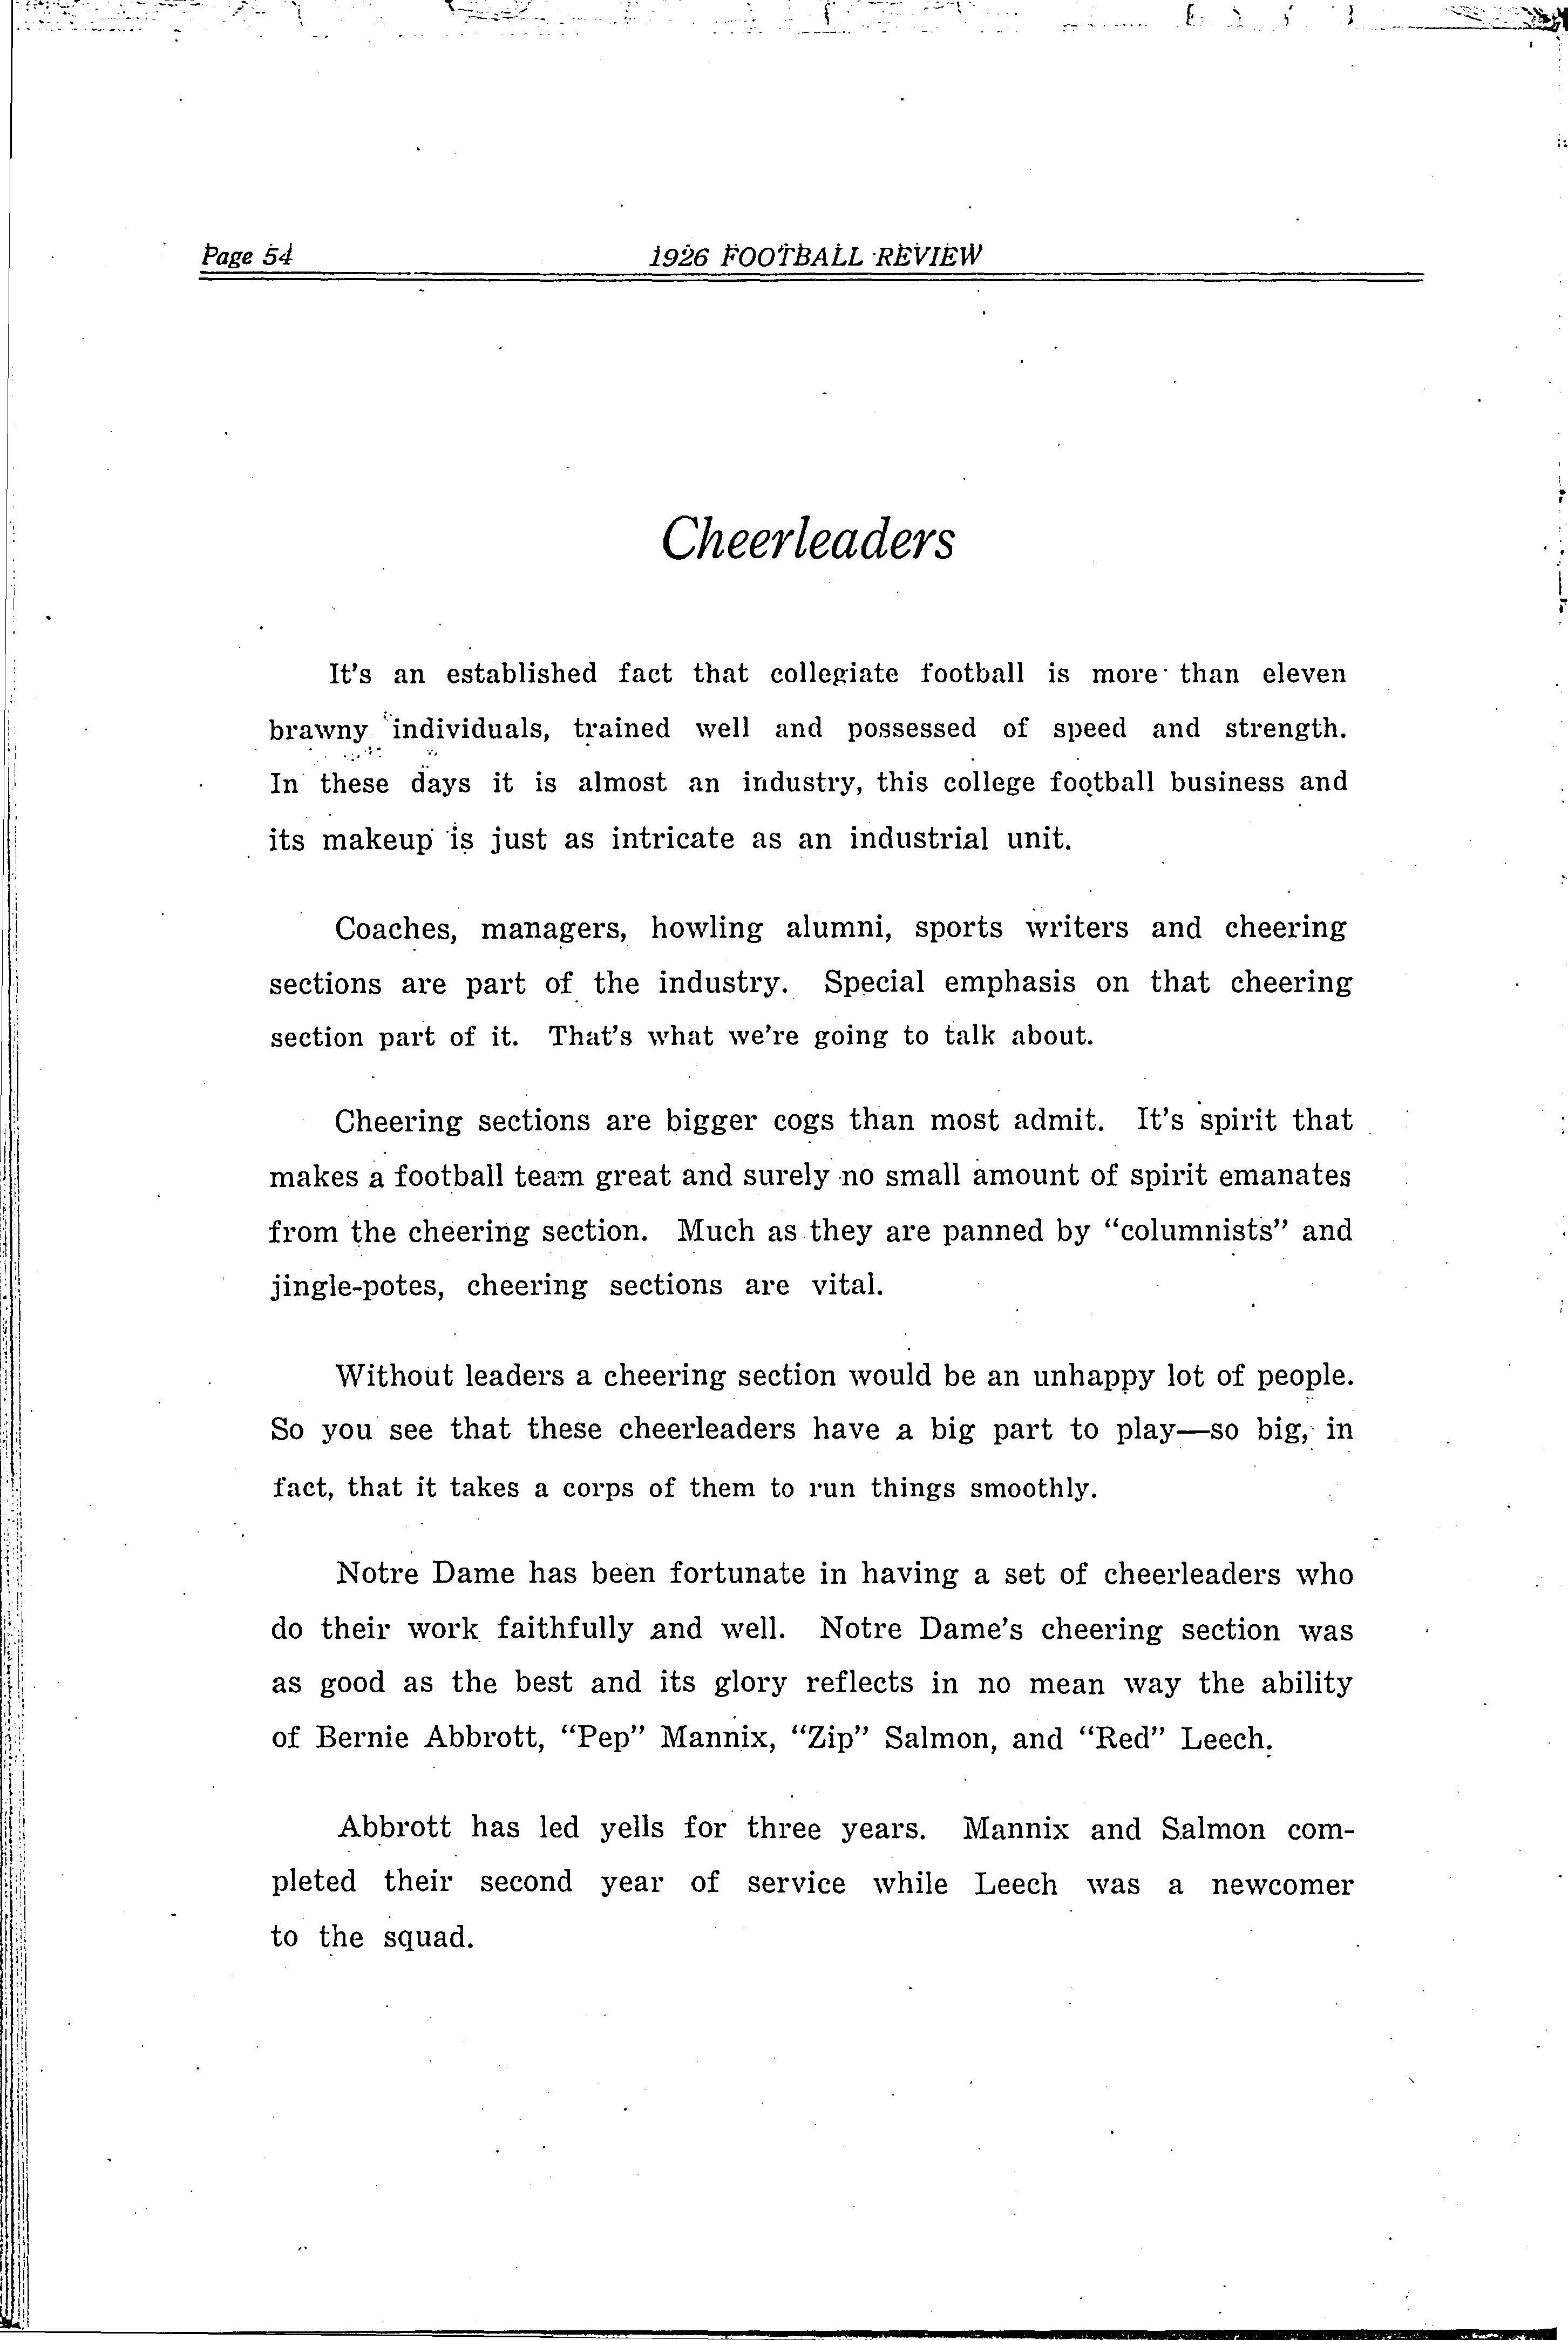 Page 54
1926 FOOTBALL REVIEW
Cheerleaders
It's an established fact that collegiate football is more than eleven
brawny individuals, trained well and possessed of speed and strength.
In these days it is almost an industry, this college football business and
its makeup is just as intricate as an industrial unit.
Coaches, managers, howling alumni, sports writers and cheering
sections are part of the industry. Special emphasis on that cheering
section part of it. That's what we're going to talk about.
Cheering sections are bigger cogs than most admit. It's spirit that
makes a football team great and surely no small amount of spirit emanates
from the cheering section. Much as they are panned by “columnists” and
jingle-potes, cheering sections are vital.
Without leaders a cheering section would be an unhappy lot of people.
So you see that these cheerleaders have a big part to play—so big, in
fact, that it takes a corps of them to run things smoothly.
Notre Dame has been fortunate in having a set of cheerleaders who
do their work faithfully and well. Notre Dame's cheering section was
as good as the best and its glory reflects in no mean way the ability
of Bernie Abbrott, “Pep” Mannix, “Zip” Salmon, and “Red” Leech.
Abbrott has led yells for three years. Mannix and Salmon com-
pleted their second year of service while Leech was a newcomer
to the squad.